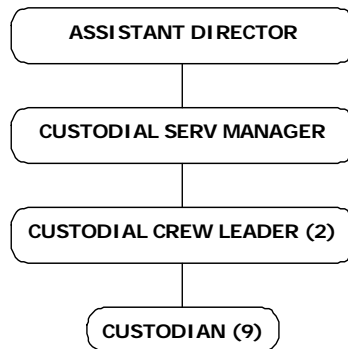 ASSISTANT DIRECTOR
CUSTODIAL SERV MANAGER
CUSTODIAL CREW LEADER (2)
CUSTODIAN (9)